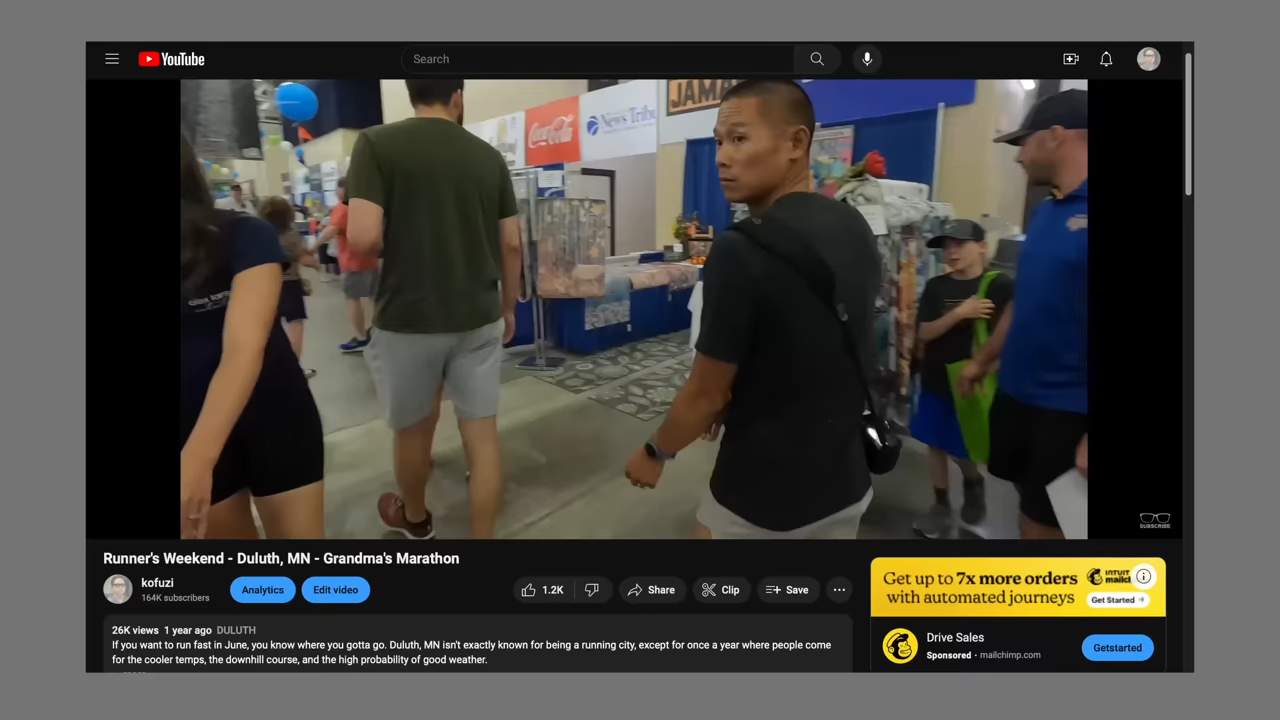 YouTube
Search
Coca-Cola
News Tribu
JAMA
SUBSCRIBE
Runner's Weekend - Duluth, MN - Grandma's Marathon
kofuzi
164K subscribers
Analytics
Edit video
1.2K
Share
Clip
Save
Get up to 7x more orders
with automated journeys
INTUIT
mailc
Get Started
26K views 1 year ago DULUTH
If you want to run fast in June, you know where you gotta go. Duluth, MN isn't exactly known for being a running city, except for once a year where people come
for the cooler temps, the downhill course, and the high probability of good weather.
Drive Sales
Sponsored · mailchimp.com
Getstarted